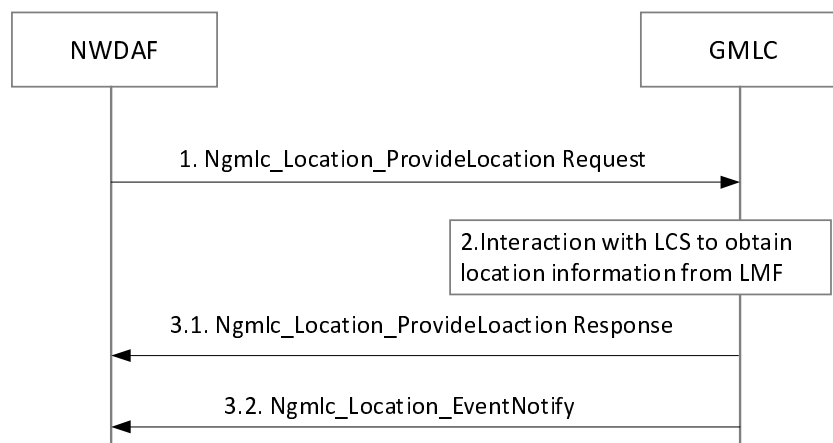 NWDAF
GMLC
1. Ngmlc_Location_ProvideLocation Request
2.Interaction with LCS to obtain
location information from LMF
3.1. Ngmlc_Location_ProvideLoaction Response
3.2. Ngmlc_Location_EventNotify